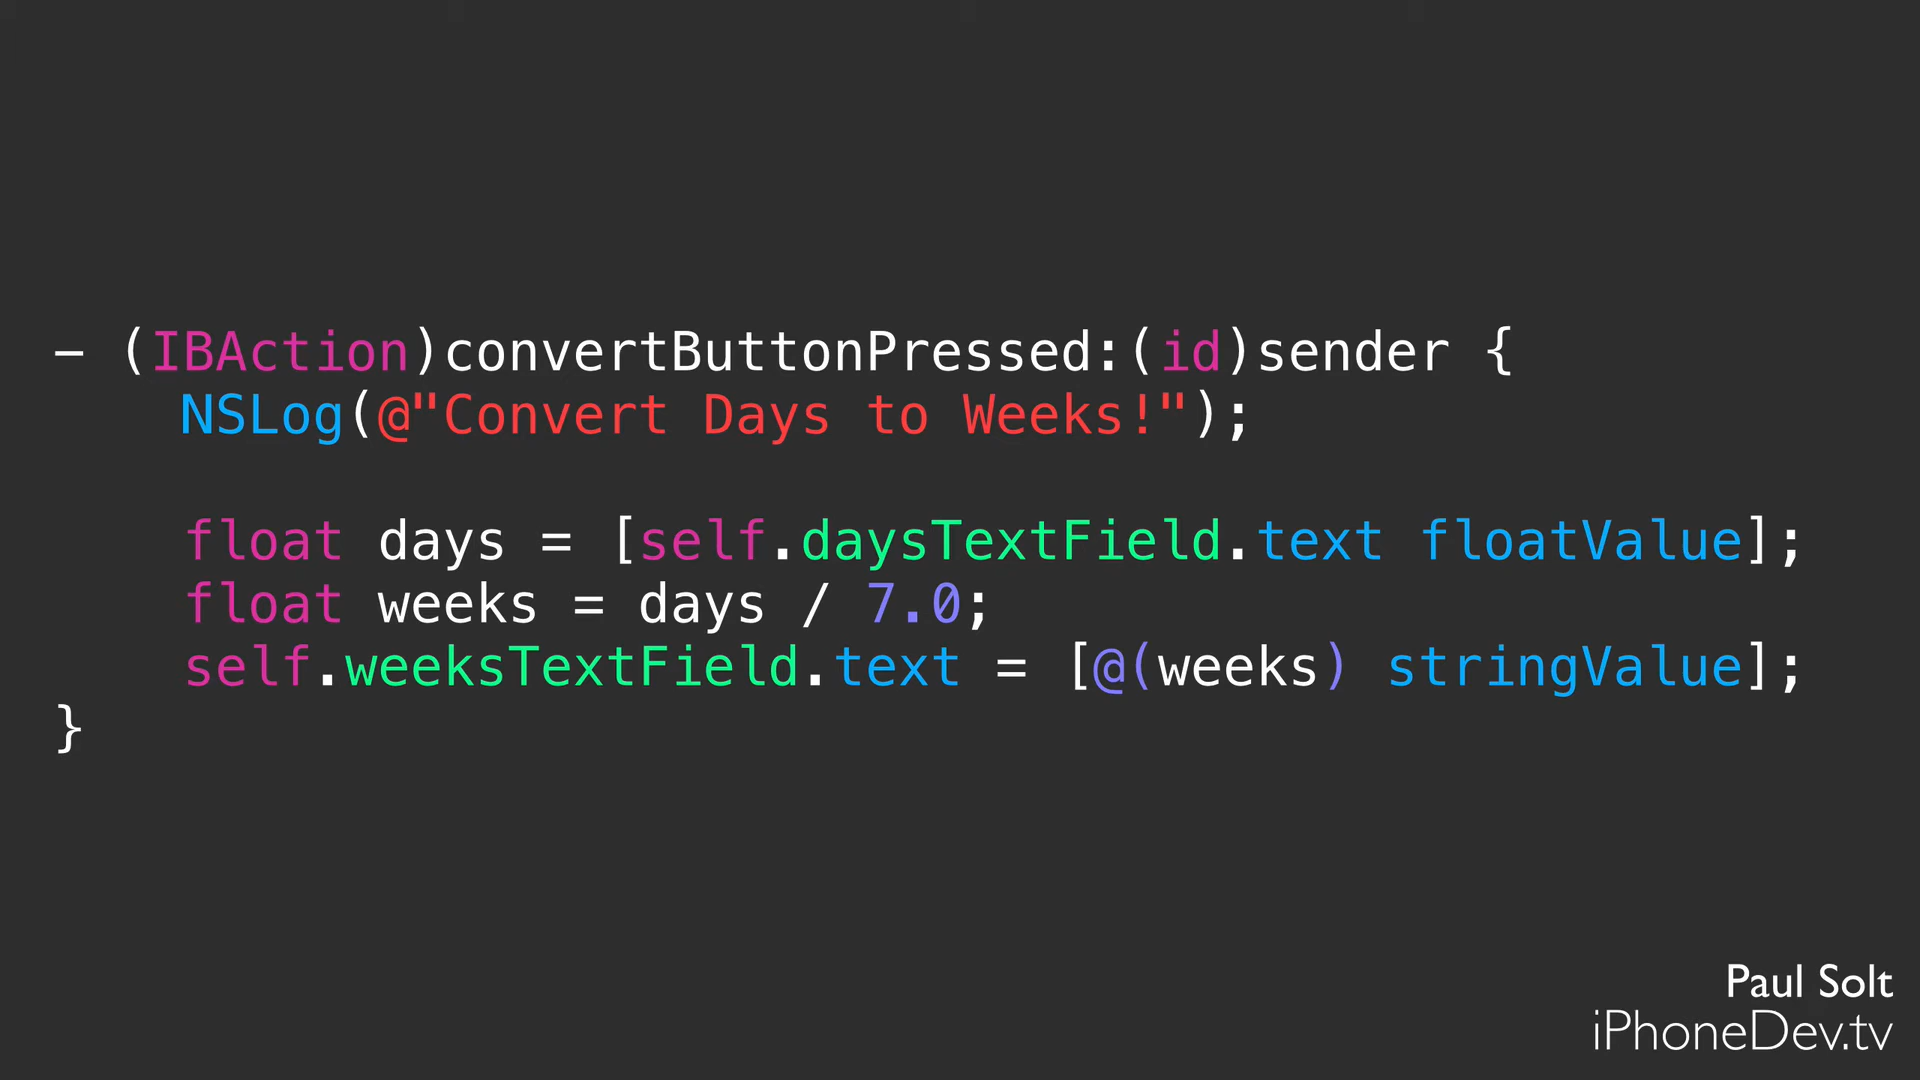 - (IBAction)convertButtonPressed:(id)sender {
NSLog(@"Convert Days to Weeks!");
float days = [self.daysTextField.text floatValue];
float weeks = days / 7.0;
self.weeksTextField.text = [@(weeks) stringValue];
}
Paul Solt
iPhoneDev.tv